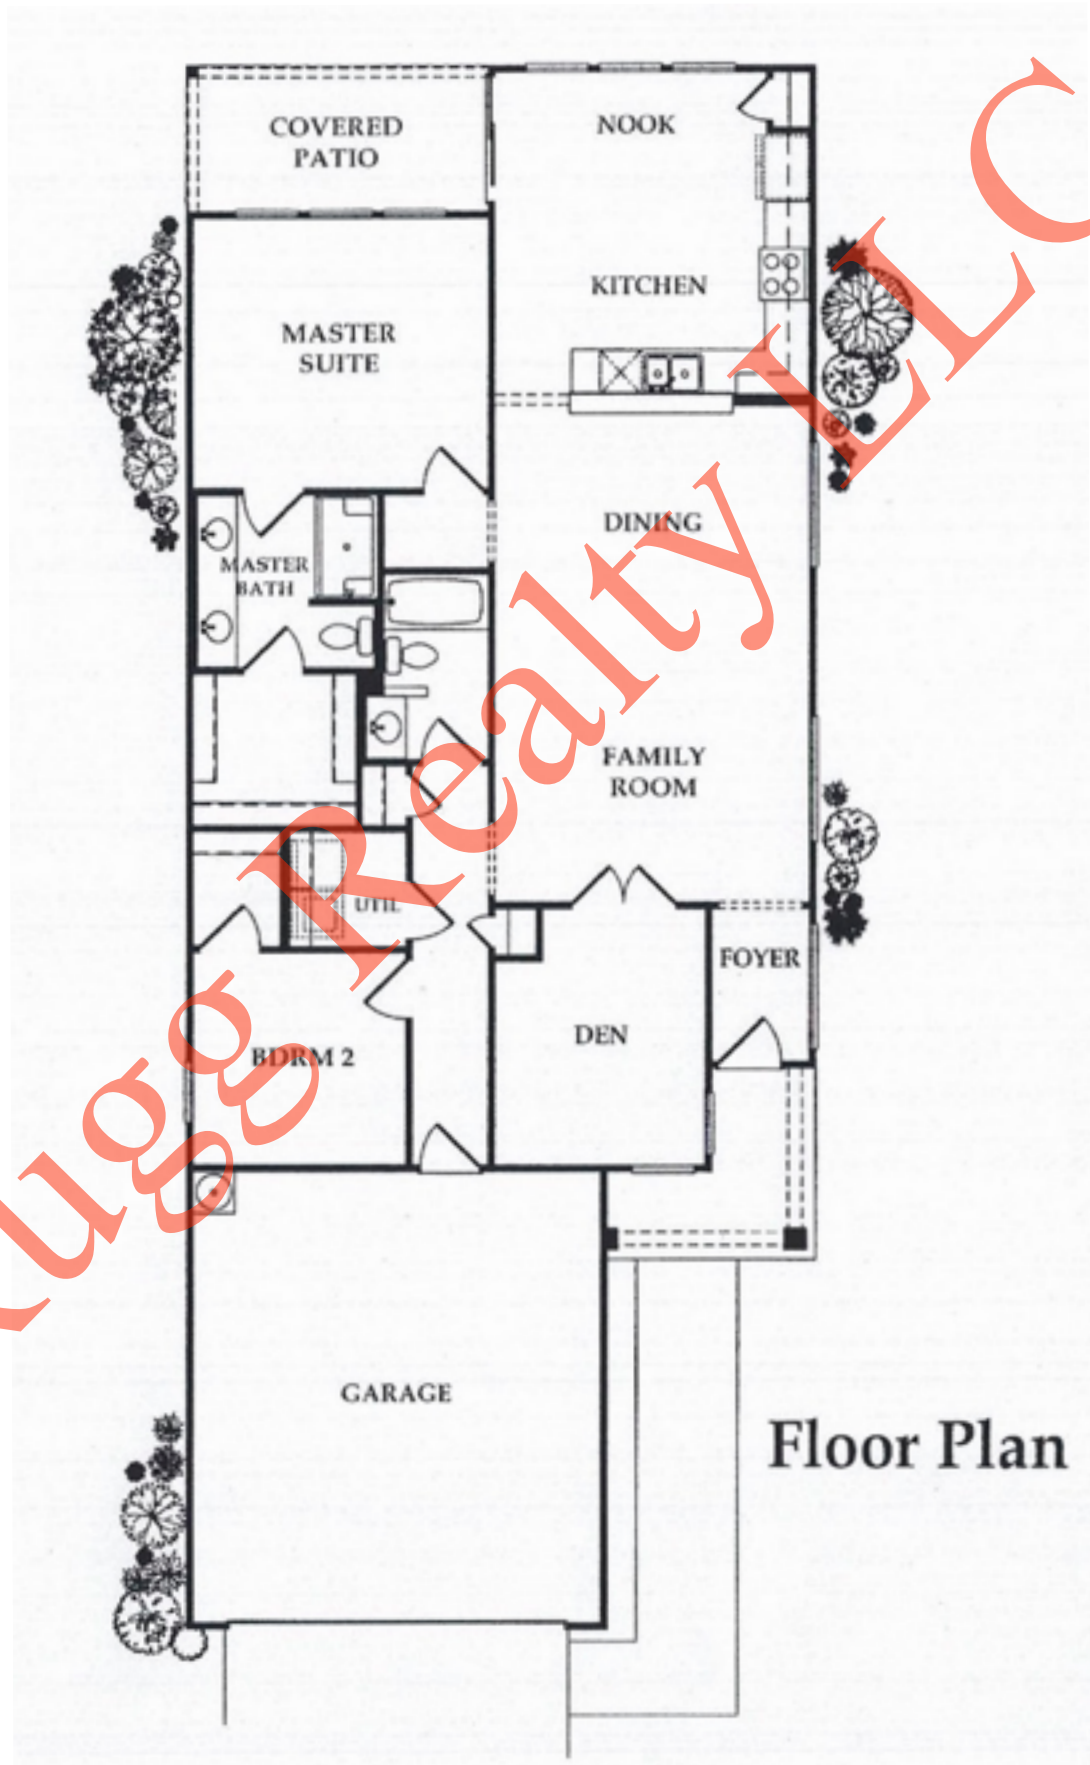 COVERED
PATIO
NOOK
KITCHEN
MASTER
SUITE
DINING
MASTER
BATH
FAMILY
ROOM
UTIL
FOYER
DEN
BDRM 2
GARAGE
Floor Plan
Rugg Realty LLC